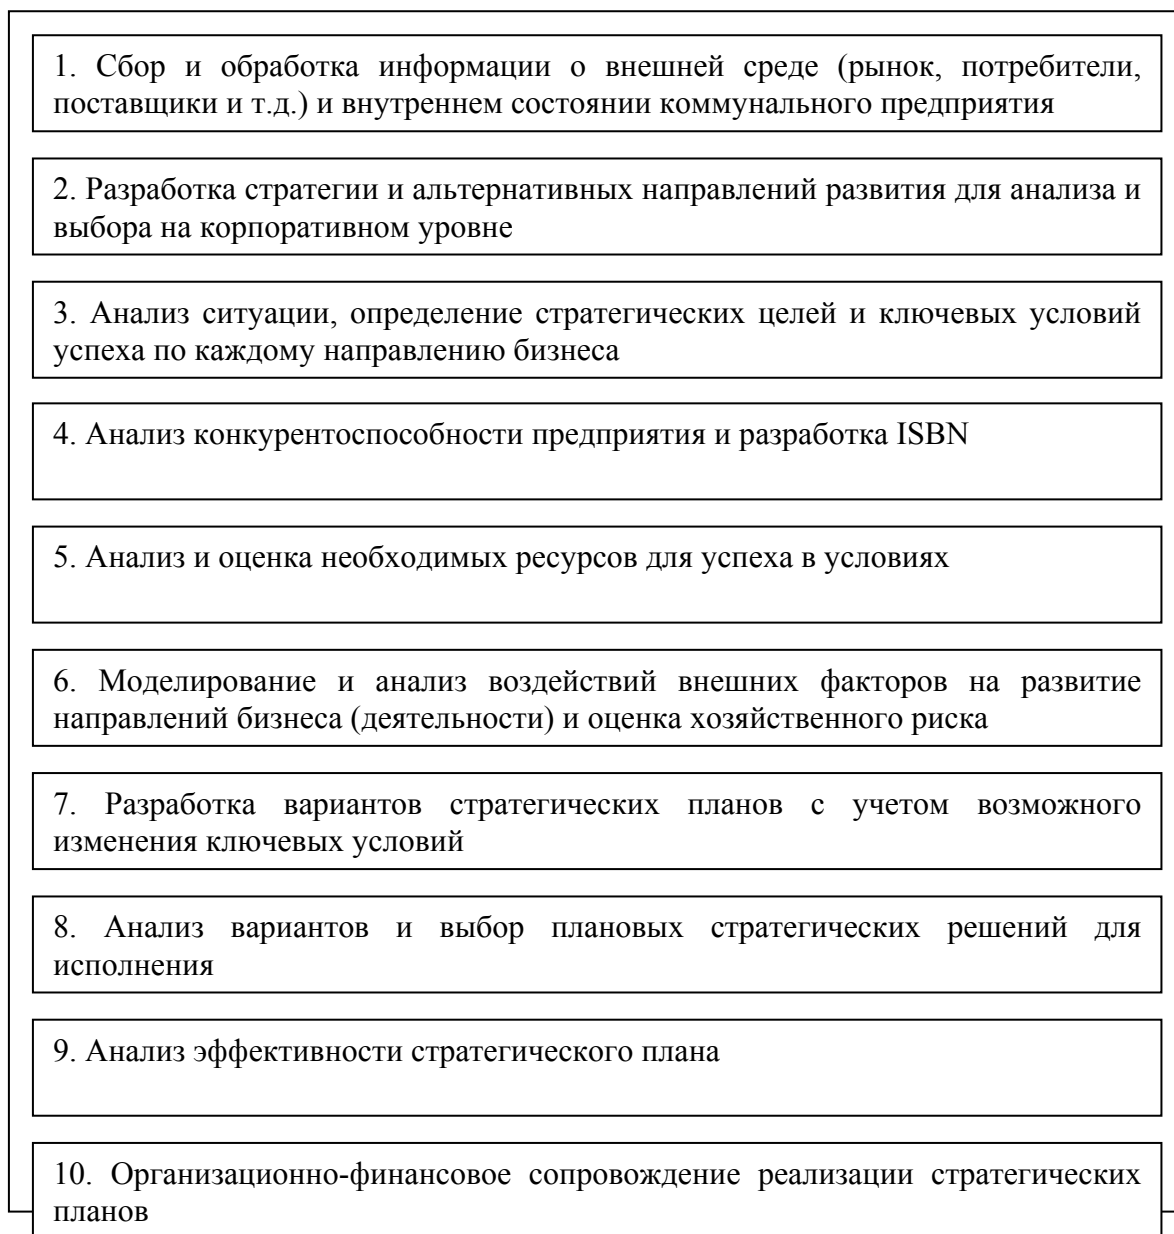 1. Сбор и обработка информации о внешней среде (рынок, потребители,
поставщики и т.д.) и внутреннем состоянии коммунального предприятия
2. Разработка стратегии и альтернативных направлений развития для анализа и
выбора на корпоративном уровне
3. Анализ ситуации, определение стратегических целей и ключевых условий
успеха по каждому направлению бизнеса
4. Анализ конкурентоспособности предприятия и разработка ISBN
5. Анализ и оценка необходимых ресурсов для успеха в условиях
6. Моделирование и анализ воздействий внешних факторов на развитие
направлений бизнеса (деятельности) и оценка хозяйственного риска
7. Разработка вариантов стратегических планов с учетом возможного
изменения ключевых условий
8. Анализ вариантов и выбор плановых стратегических решений для
исполнения
9. Анализ эффективности стратегического плана
10. Организационно-финансовое сопровождение реализации стратегических
планов